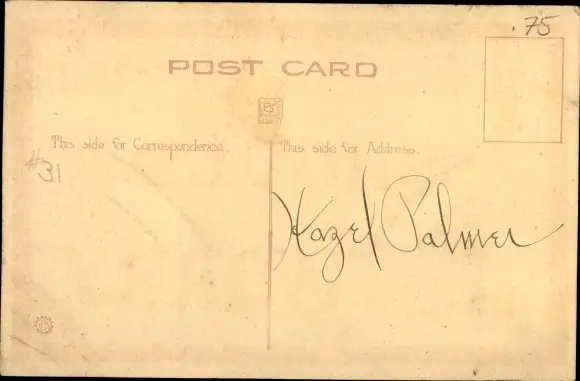 .75
POST CARD
This side for Correspondence.
This side for Address.
#31
Hazel Palmer